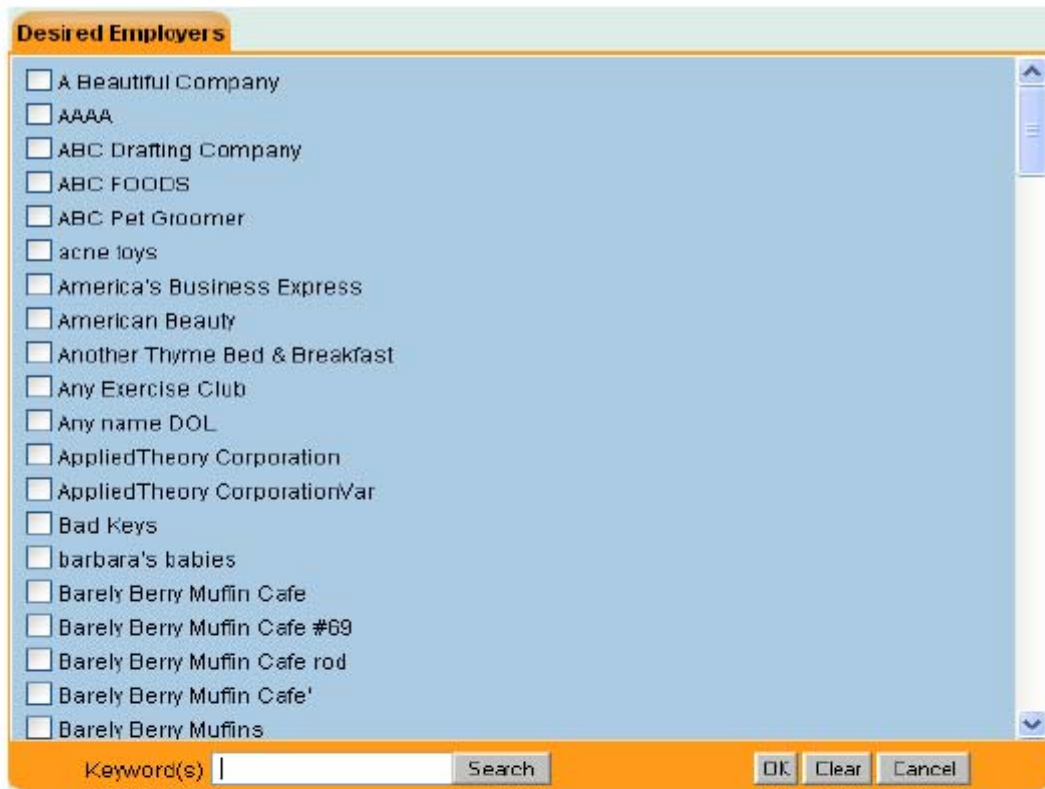 Desired Employers
A Beautiful Company
AAAA
ABC Drafting Company
ABC FOODS
ABC Pet Groomer
acne toys
America's Business Express
American Beauty
Another Thyme Bed & Breakfast
Any Exercise Club
Any name DOL
AppliedTheory Corporation
AppliedTheory CorporationVar
Bad Keys
barbara's babies
Barely Berry Muffin Cafe
Barely Berry Muffin Cafe #69
Barely Berry Muffin Cafe rod
Barely Berry Muffin Cafe'
Barely Berry Muffins
Keyword(s) Search OK Clear Cancel